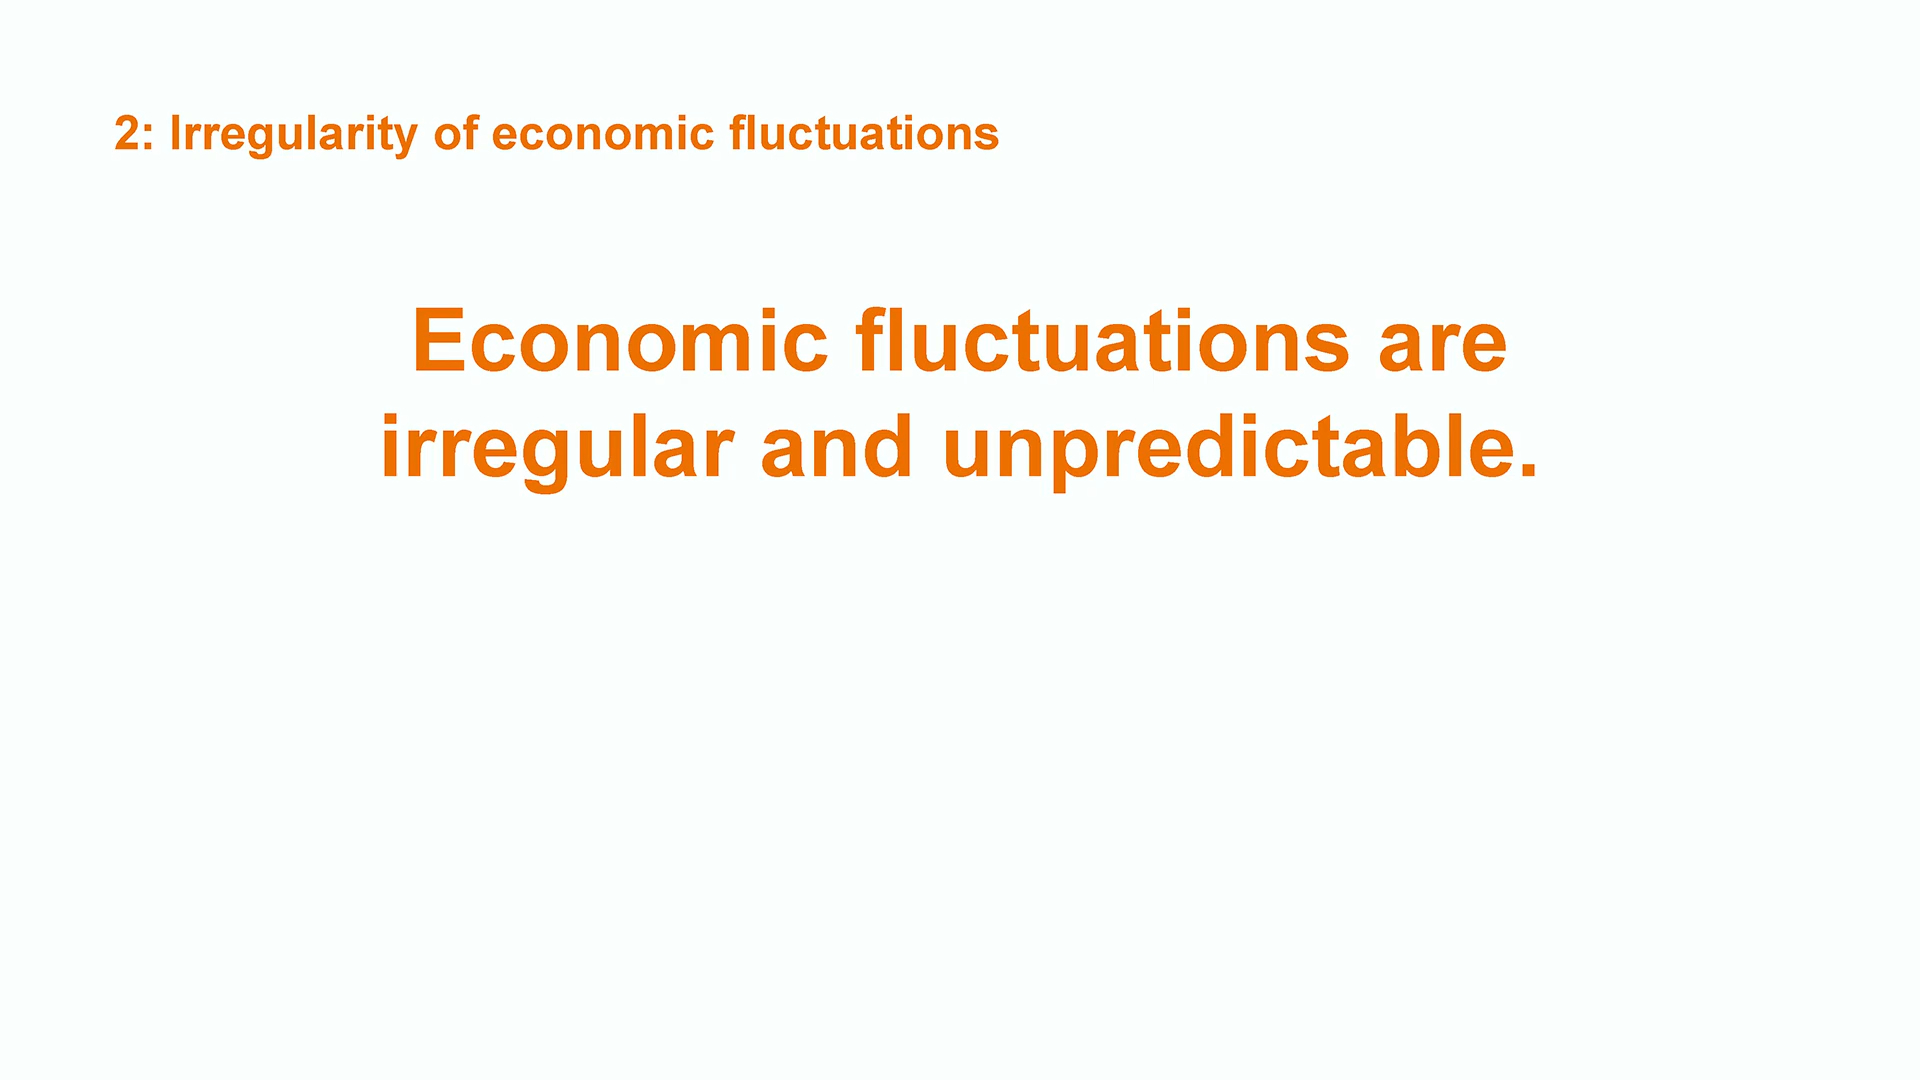 2: Irregularity of economic fluctuations
Economic fluctuations are
irregular and unpredictable.